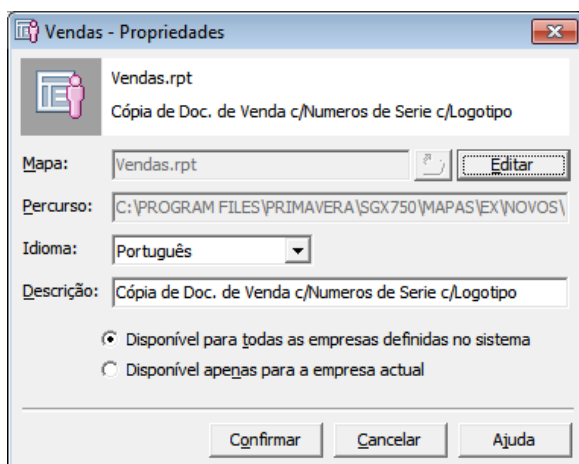 Vendas - Propriedades
Vendas.rpt
Cópia de Doc. de Venda c/Numeros de Serie c/Logotipo
Mapa: Vendas.rpt Editar
Percurso: C:\PROGRAM FILES\PRIMAVERA\SGX750\MAPAS\EX\NOVOS\
Idioma: Português
Descrição: Cópia de Doc. de Venda c/Numeros de Serie c/Logotipo
Disponível para todas as empresas definidas no sistema
Disponível apenas para a empresa actual
Confirmar Cancelar Ajuda